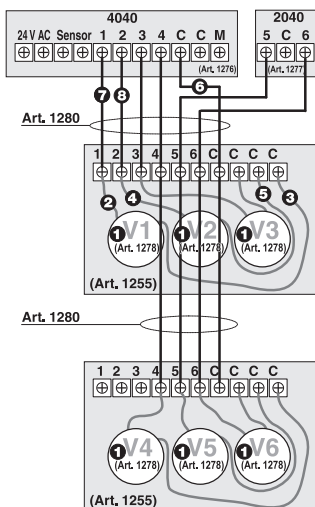 4040 2040
24 V AC Sensor 1 2 3 4 C C M 5 C 6
(Art. 1276) (Art. 1277)
7 8 6
Art. 1280
1 2 3 4 5 6 C C C C
2 4 5 3
1 V1 1 V2 1 V3
(Art. 1278) (Art. 1278) (Art. 1278)
(Art. 1255)
Art. 1280
1 2 3 4 5 6 C C C C
1 V4 1 V5 1 V6
(Art. 1278) (Art. 1278) (Art. 1278)
(Art. 1255)